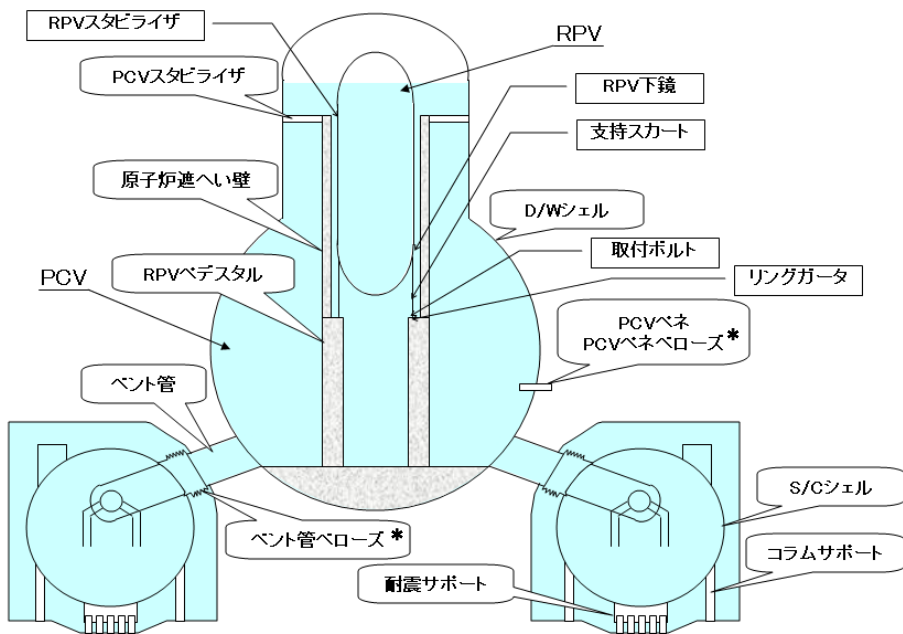 RPVスタビライザ
RPV
PCVスタビライザ
RPV下鏡
支持スカート
原子炉遮へい壁
D/Wシェル
取付ボルト
RPVペデスタル
リングガータ
PCV
PCVペネ
PCVペネベローズ*
ベント管
S/Cシェル
ベント管ベローズ*
コラムサポート
耐震サポート